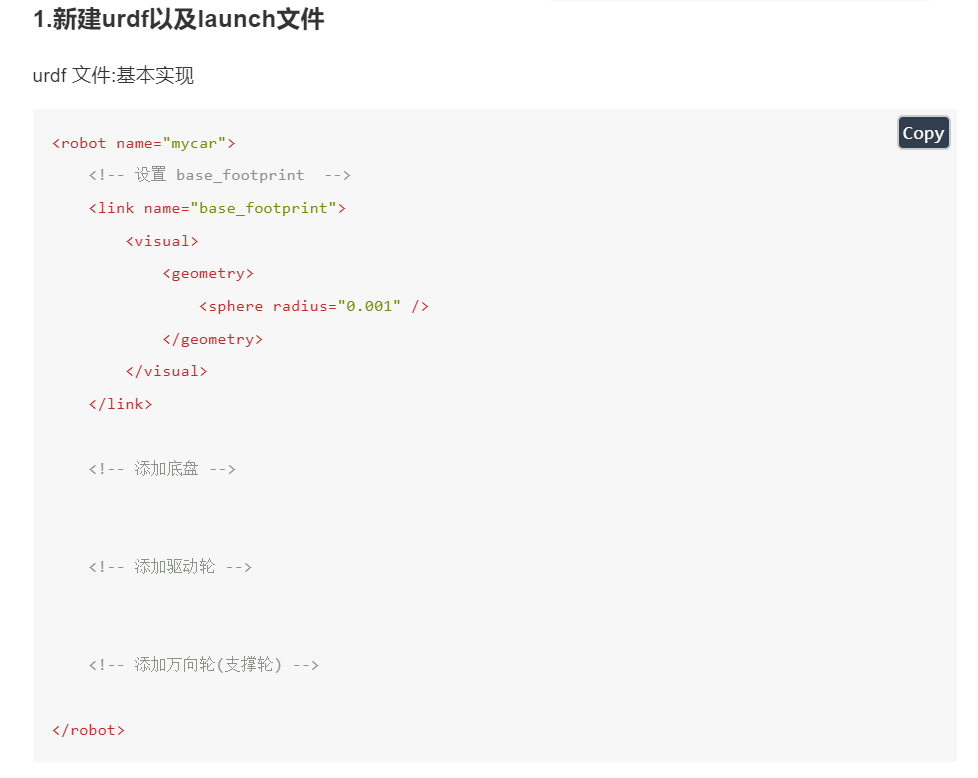 1.新建urdf以及launch文件
urdf 文件:基本实现
Copy
<robot name="mycar">
    <!-- 设置 base_footprint  -->
    <link name="base_footprint">
        <visual>
            <geometry>
                <sphere radius="0.001" />
            </geometry>
        </visual>
    </link>
    <!-- 添加底盘 -->
    <!-- 添加驱动轮 -->
    <!-- 添加万向轮(支撑轮) -->
</robot>